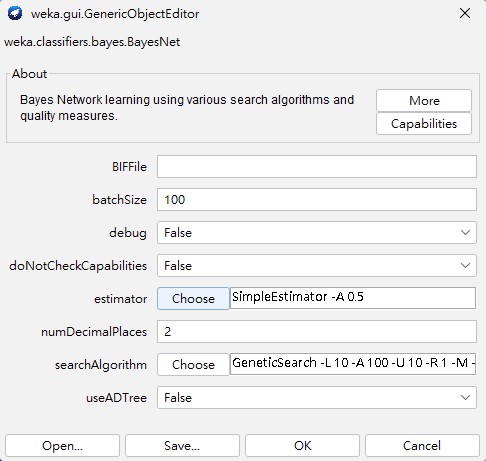 weka.gui.GenericObjectEditor
weka.classifiers.bayes.BayesNet
About
Bayes Network learning using various search algorithms and
quality measures.
More
Capabilities
BIFFile
batchSize 100
debug False
doNotCheckCapabilities False
estimator Choose SimpleEstimator -A 0.5
numDecimalPlaces 2
searchAlgorithm Choose GeneticSearch -L 10 -A 100 -U 10 -R 1 -M -
useADTree False
Open... Save... OK Cancel